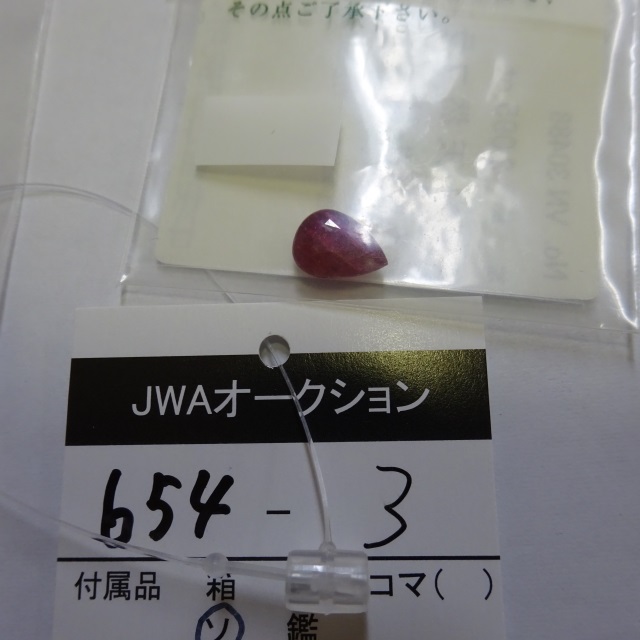 その点ご了承下さい。
JWAオークション
654 - 3
付属品 箱 コマ( )
ソ 鑑